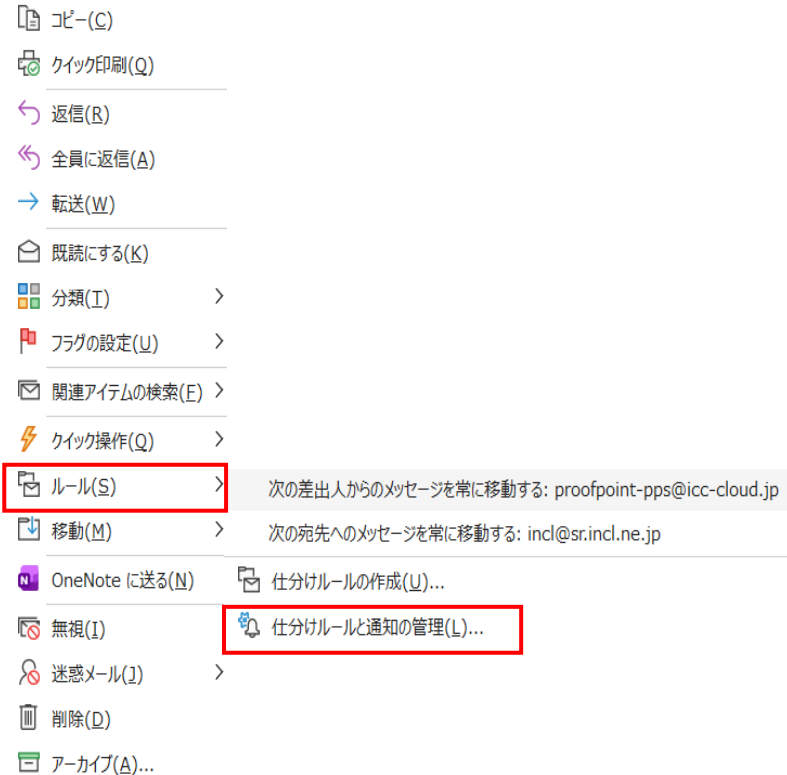 コピー(C)
クイック印刷(Q)
返信(R)
全員に返信(A)
転送(W)
既読にする(K)
分類(T)
フラグの設定(U)
関連アイテムの検索(F)
クイック操作(Q)
ルール(S)
次の差出人からのメッセージを常に移動する: proofpoint-pps@icc-cloud.jp
移動(M)
次の宛先へのメッセージを常に移動する: incl@sr.incl.ne.jp
N
OneNote に送る(N)
仕分けルールの作成(U)...
無視(I)
仕分けルールと通知の管理(L)...
迷惑メール(J)
削除(D)
アーカイブ(A)...